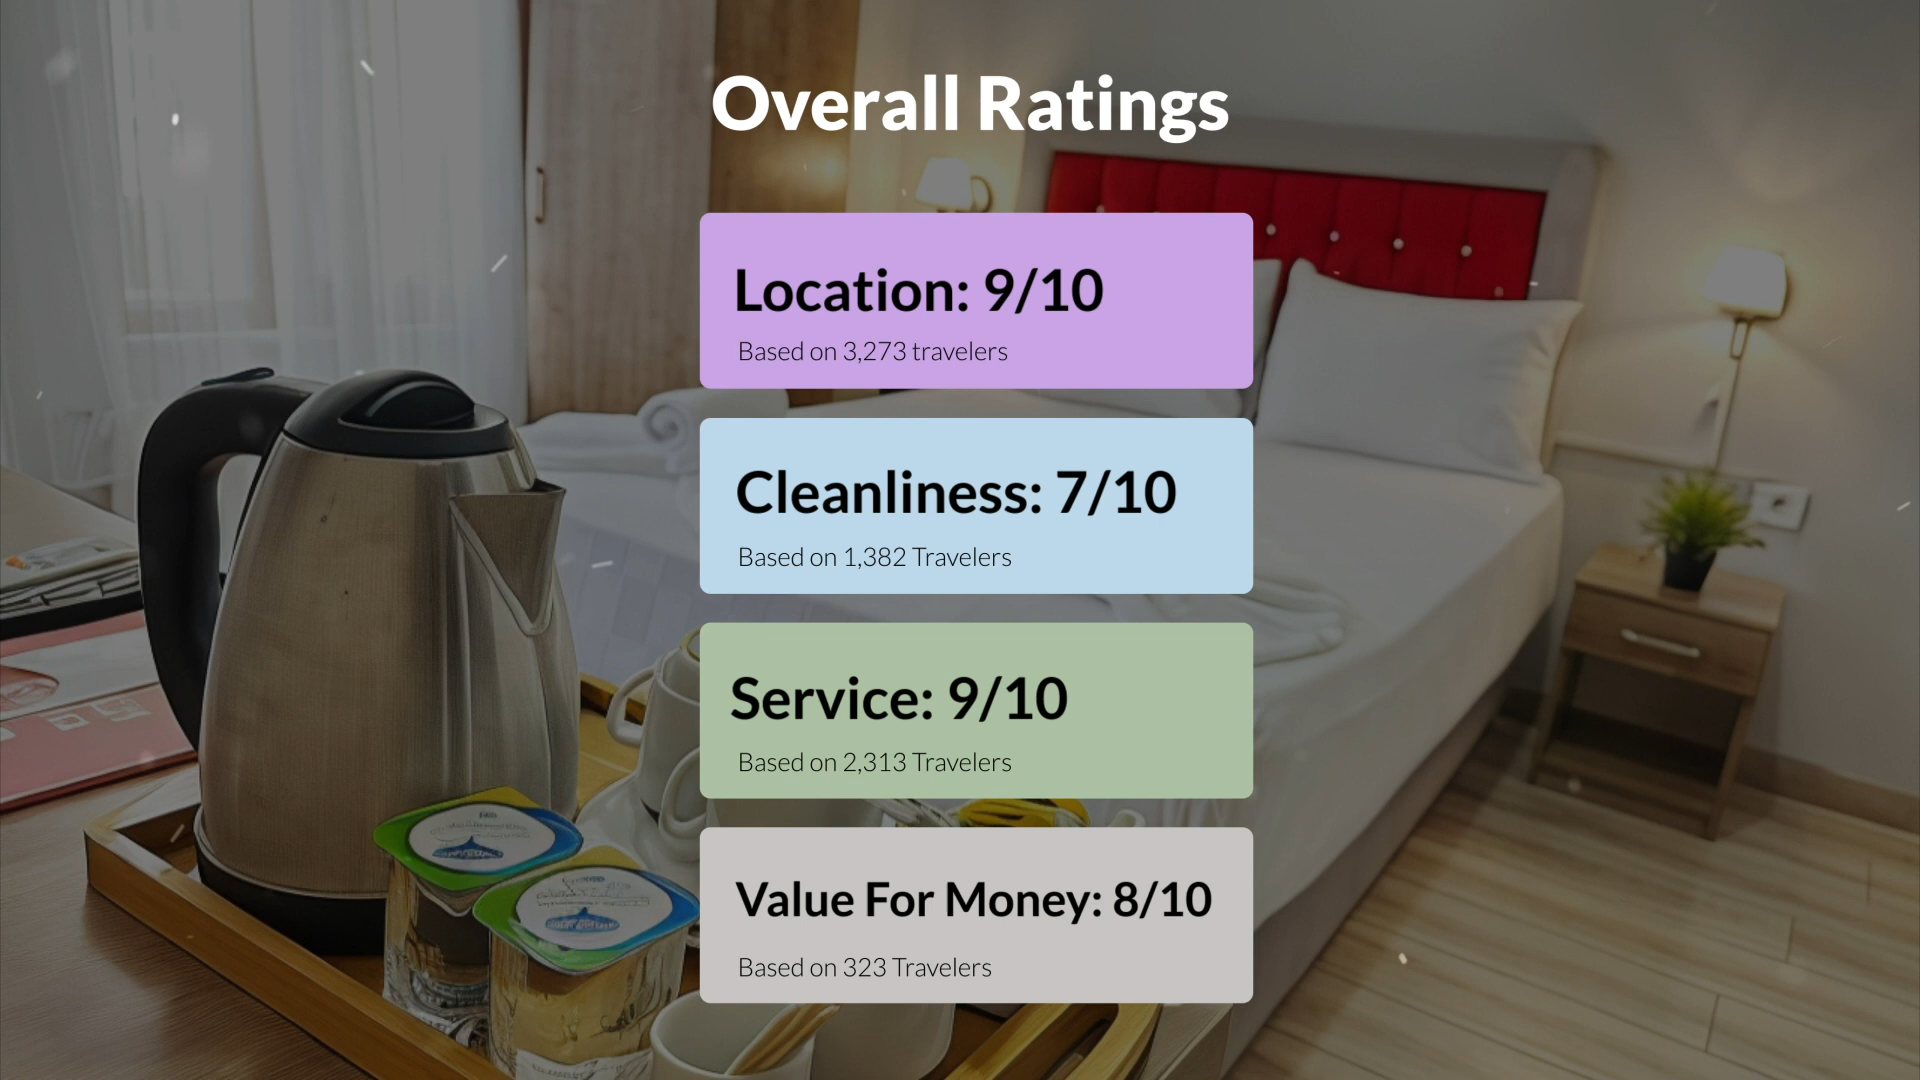 Overall Ratings
Location: 9/10
Based on 3,273 travelers
Cleanliness: 7/10
Based on 1,382 Travelers
Service: 9/10
Based on 2,313 Travelers
Value For Money: 8/10
Based on 323 Travelers